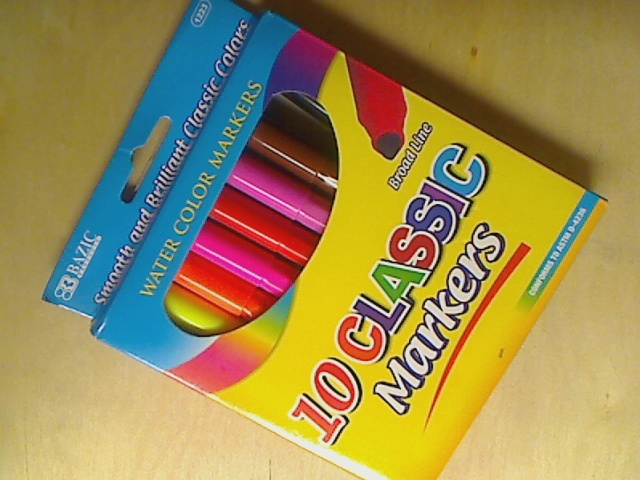 1223
BAZIC
Smooth and Brilliant Classic Colors
WATER COLOR MARKERS
Broad Line
10 CLASSIC
Markers
CONFORMS TO ASTM D-4236